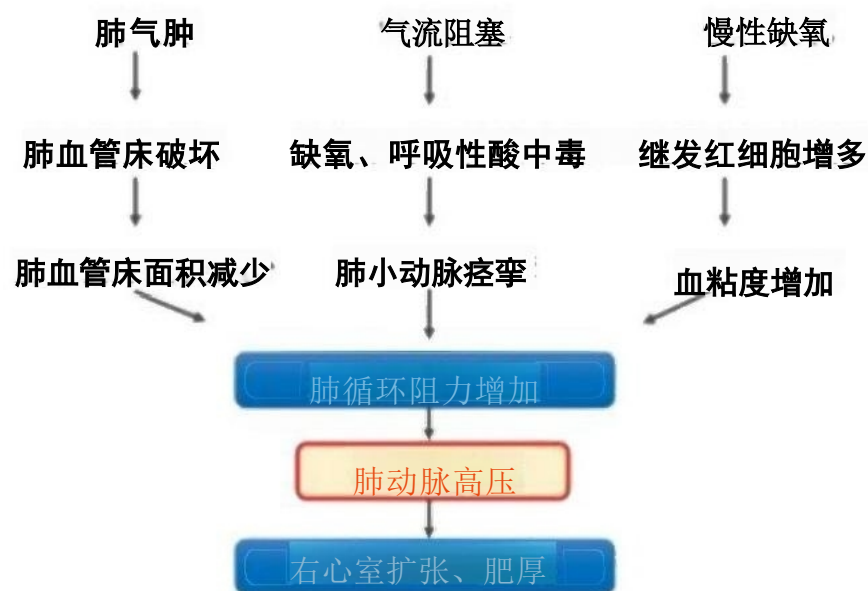 肺气肿 气流阻塞 慢性缺氧
肺血管床破坏 缺氧、呼吸性酸中毒 继发红细胞增多
肺血管床面积减少 肺小动脉痉挛 血粘度增加
肺循环阻力增加
肺动脉高压
右心室扩张、肥厚